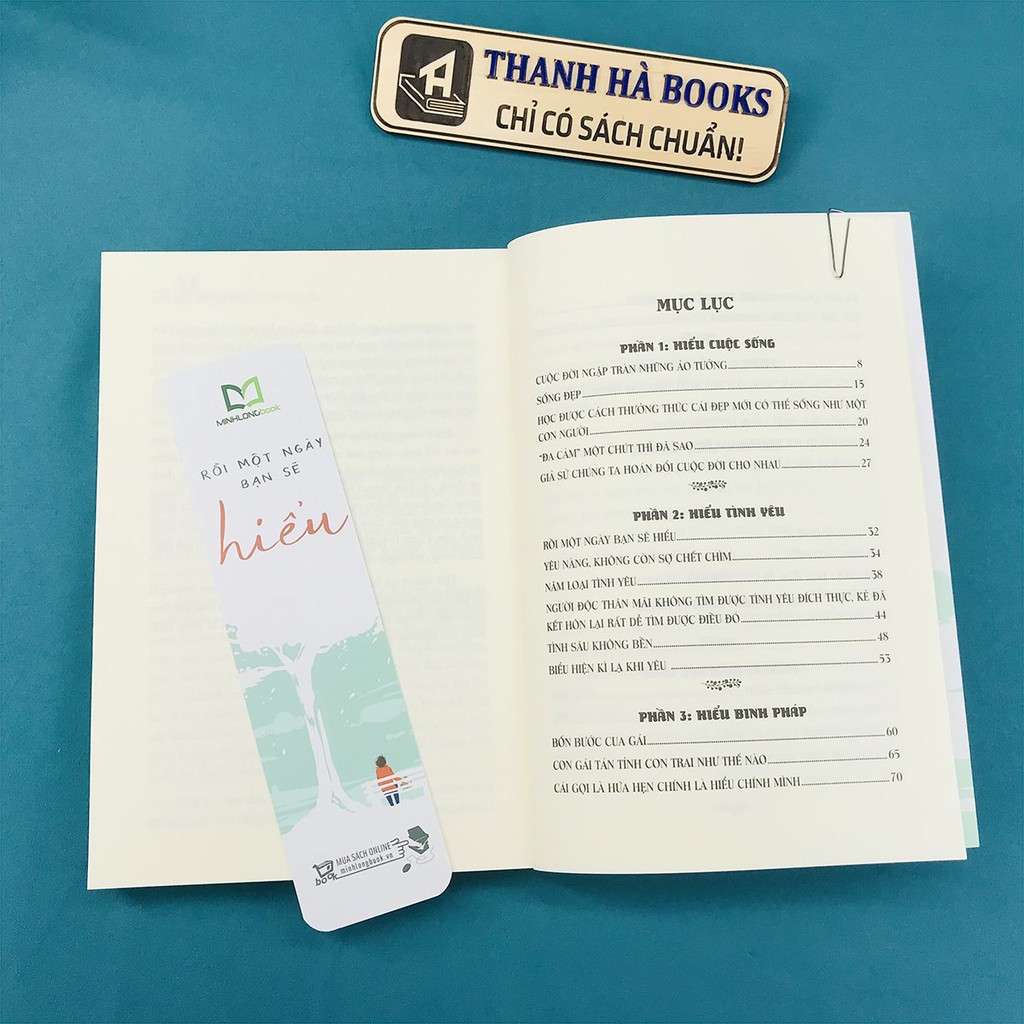 THANH HÀ BOOKS
CHỈ CÓ SÁCH CHUẨN!
MINHLONGbook
RỒI MỘT NGÀY
BẠN SẼ
hiểu
MUA SÁCH ONLINE
minhlongbook.vn
book
MỤC LỤC
PHẦN 1: HIỂU CUỘC SỐNG
CUỘC ĐỜI NGẬP TRÀN NHỮNG ẢO TƯỞNG 8
SỐNG ĐẸP 15
HỌC ĐƯỢC CÁCH THƯỞNG THỨC CÁI ĐẸP MỚI CÓ THỂ SỐNG NHƯ MỘT
CON NGƯỜI 20
“ĐA CẢM” MỘT CHÚT THÌ ĐÃ SAO 24
GIẢ SỬ CHÚNG TA HOÁN ĐỔI CUỘC ĐỜI CHO NHAU 27
PHẦN 2: HIỂU TÌNH YÊU
RỒI MỘT NGÀY BẠN SẼ HIỂU 32
YÊU NÀNG, KHÔNG CÒN SỢ CHẾT CHÌM 34
NĂM LOẠI TÌNH YÊU 38
NGƯỜI ĐỘC THÂN MÃI KHÔNG TÌM ĐƯỢC TÌNH YÊU ĐÍCH THỰC, KẺ ĐÃ
KẾT HÔN LẠI RẤT DỄ TÌM ĐƯỢC ĐIỀU ĐÓ 44
TÌNH SÂU KHÔNG BỀN 48
BIỂU HIỆN KÌ LẠ KHI YÊU 53
PHẦN 3: HIỂU BINH PHÁP
BỐN BƯỚC CUA GÁI 60
CON GÁI TÁN TỈNH CON TRAI NHƯ THẾ NÀO 65
CÁI GỌI LÀ HỨA HẸN CHÍNH LÀ HIỂU CHÍNH MÌNH 70